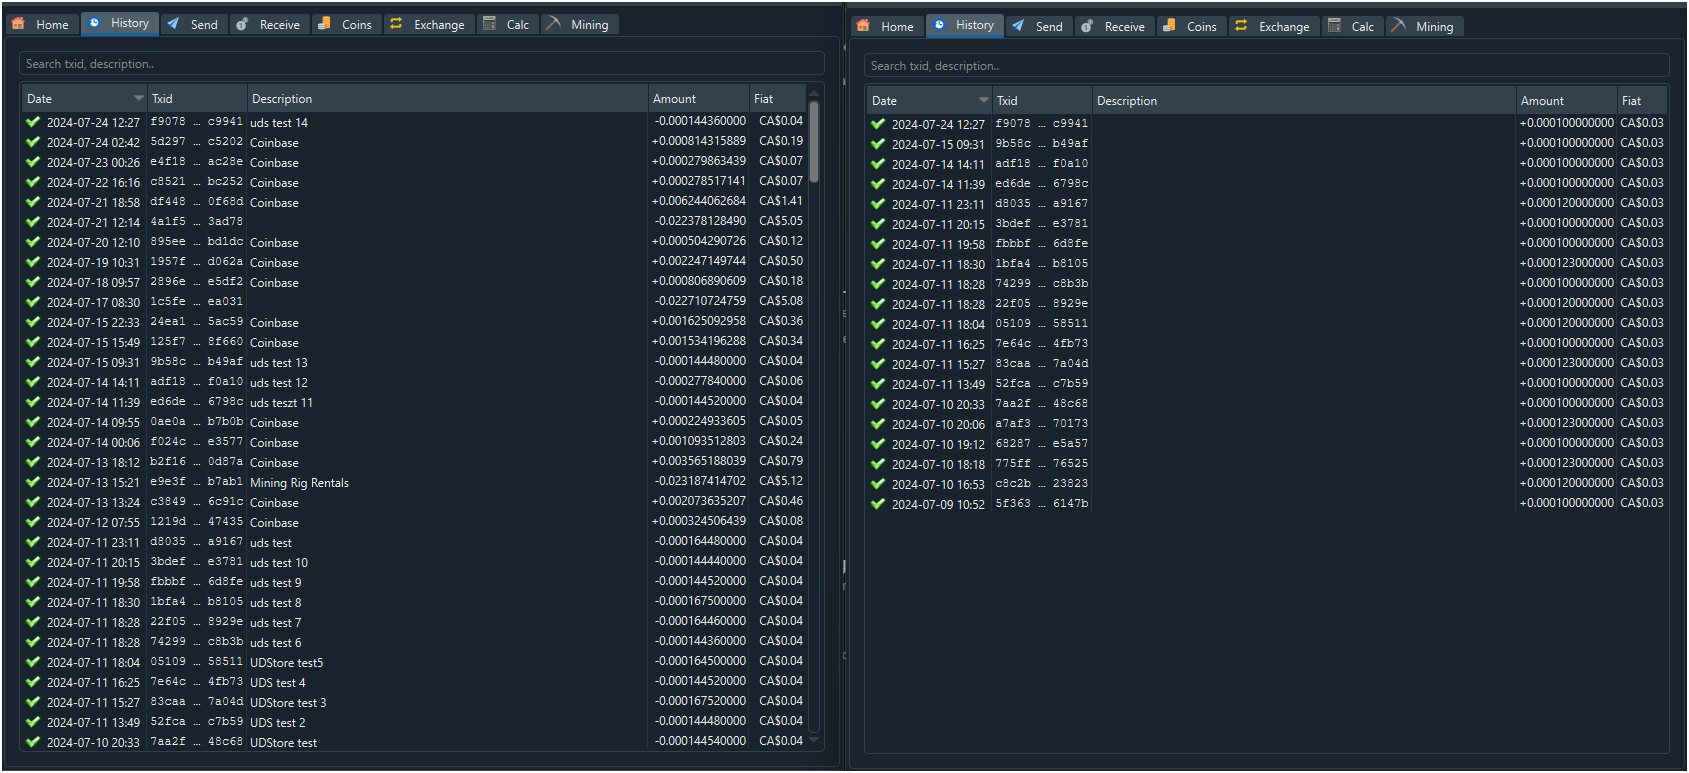 Home History Send Receive Coins Exchange Calc Mining
Search txid, description..
Date Txid Description Amount Fiat
2024-07-24 12:27 f9078 … c9941 uds test 14 -0.000144360000 CA$0.04
2024-07-24 02:42 5d297 … c5202 Coinbase +0.000814315889 CA$0.19
2024-07-23 00:26 e4f18 … ac28e Coinbase +0.000279863439 CA$0.07
2024-07-22 16:16 c8521 … bc252 Coinbase +0.000278517141 CA$0.07
2024-07-21 18:58 df448 … 0f68d Coinbase +0.006244062684 CA$1.41
2024-07-21 12:14 4a1f5 … 3ad78 -0.022378128490 CA$5.05
2024-07-20 12:10 895ee … bd1dc Coinbase +0.000504290726 CA$0.12
2024-07-19 10:31 1957f … d062a Coinbase +0.002247149744 CA$0.50
2024-07-18 09:57 2896e … e5df2 Coinbase +0.000806890609 CA$0.18
2024-07-17 08:30 1c5fe … ea031 -0.022710724759 CA$5.08
2024-07-15 22:33 24ea1 … 5ac59 Coinbase +0.001625092958 CA$0.36
2024-07-15 15:49 125f7 … 8f660 Coinbase +0.001534196288 CA$0.34
2024-07-15 09:31 9b58c … b49af uds test 13 -0.000144480000 CA$0.04
2024-07-14 14:11 adf18 … f0a10 uds test 12 -0.000277840000 CA$0.06
2024-07-14 11:39 ed6de … 6798c uds teszt 11 -0.000144520000 CA$0.04
2024-07-14 09:55 0ae0a … b7b0b Coinbase +0.000224933605 CA$0.05
2024-07-14 00:06 f024c … e3577 Coinbase +0.001093512803 CA$0.24
2024-07-13 18:12 b2f16 … 0d87a Coinbase +0.003565188039 CA$0.79
2024-07-13 15:21 e9e3f … b7ab1 Mining Rig Rentals -0.023187414702 CA$5.12
2024-07-13 13:24 c3849 … 6c91c Coinbase +0.002073635207 CA$0.46
2024-07-12 07:55 1219d … 47435 Coinbase +0.000324506439 CA$0.08
2024-07-11 23:11 d8035 … a9167 uds test -0.000164480000 CA$0.04
2024-07-11 20:15 3bdef … e3781 uds test 10 -0.000144440000 CA$0.04
2024-07-11 19:58 fbbbf … 6d8fe uds test 9 -0.000144520000 CA$0.04
2024-07-11 18:30 1bfa4 … b8105 uds test 8 -0.000167500000 CA$0.04
2024-07-11 18:28 22f05 … 8929e uds test 7 -0.000164460000 CA$0.04
2024-07-11 18:28 74299 … c8b3b uds test 6 -0.000144360000 CA$0.04
2024-07-11 18:04 05109 … 58511 UDStore test5 -0.000164500000 CA$0.04
2024-07-11 16:25 7e64c … 4fb73 UDS test 4 -0.000144520000 CA$0.04
2024-07-11 15:27 83caa … 7a04d UDStore test 3 -0.000167520000 CA$0.04
2024-07-11 13:49 52fca … c7b59 UDS test 2 -0.000144480000 CA$0.04
2024-07-10 20:33 7aa2f … 48c68 UDStore test -0.000144540000 CA$0.04
Home History Send Receive Coins Exchange Calc Mining
Search txid, description..
Date Txid Description Amount Fiat
2024-07-24 12:27 f9078 … c9941 +0.000100000000 CA$0.03
2024-07-15 09:31 9b58c … b49af +0.000100000000 CA$0.03
2024-07-14 14:11 adf18 … f0a10 +0.000100000000 CA$0.03
2024-07-14 11:39 ed6de … 6798c +0.000100000000 CA$0.03
2024-07-11 23:11 d8035 … a9167 +0.000120000000 CA$0.03
2024-07-11 20:15 3bdef … e3781 +0.000100000000 CA$0.03
2024-07-11 19:58 fbbbf … 6d8fe +0.000100000000 CA$0.03
2024-07-11 18:30 1bfa4 … b8105 +0.000123000000 CA$0.03
2024-07-11 18:28 74299 … c8b3b +0.000100000000 CA$0.03
2024-07-11 18:28 22f05 … 8929e +0.000120000000 CA$0.03
2024-07-11 18:04 05109 … 58511 +0.000120000000 CA$0.03
2024-07-11 16:25 7e64c … 4fb73 +0.000100000000 CA$0.03
2024-07-11 15:27 83caa … 7a04d +0.000123000000 CA$0.03
2024-07-11 13:49 52fca … c7b59 +0.000100000000 CA$0.03
2024-07-10 20:33 7aa2f … 48c68 +0.000100000000 CA$0.03
2024-07-10 20:06 a7af3 … 70173 +0.000123000000 CA$0.03
2024-07-10 19:12 68287 … e5a57 +0.000100000000 CA$0.03
2024-07-10 18:18 775ff … 76525 +0.000123000000 CA$0.03
2024-07-10 16:53 c8c2b … 23823 +0.000120000000 CA$0.03
2024-07-09 10:52 5f363 … 6147b +0.000100000000 CA$0.03